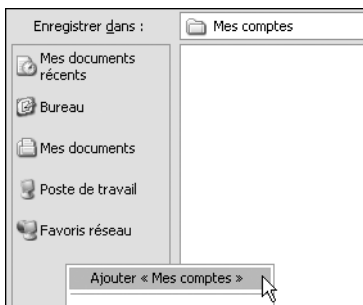 Enregistrer dans :
Mes comptes
Mes documents
récents
Bureau
Mes documents
Poste de travail
Favoris réseau
Ajouter « Mes comptes »